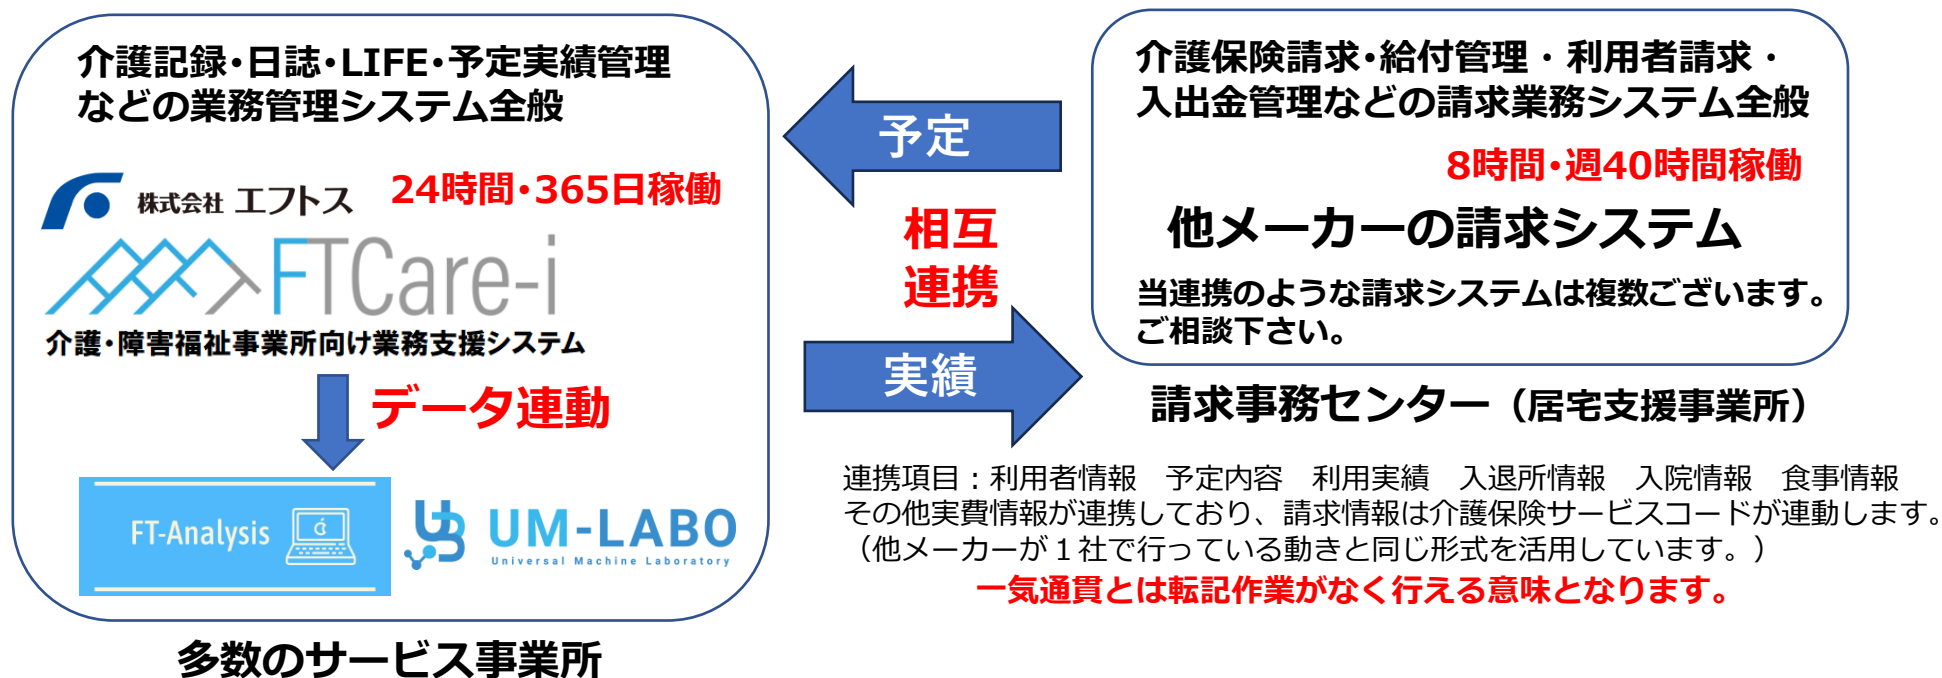 介護記録・日誌・LIFE・予定実績管理
などの業務管理システム全般
株式会社 エフトス
24時間・365日稼働
FTCare-i
介護・障害福祉事業所向け業務支援システム
データ連動
FT-Analysis
UM-LABO
Universal Machine Laboratory
多数のサービス事業所
予定
相互
連携
実績
介護保険請求・給付管理・利用者請求・
入出金管理などの請求業務システム全般
8時間・週40時間稼働
他メーカーの請求システム
当連携のような請求システムは複数ございます。
ご相談下さい。
請求事務センター（居宅支援事業所）
連携項目：利用者情報　予定内容　利用実績　入退所情報　入院情報　食事情報
その他実費情報が連携しており、請求情報は介護保険サービスコードが連動します。
（他メーカーが１社で行っている動きと同じ形式を活用しています。）
一気通貫とは転記作業がなく行える意味となります。